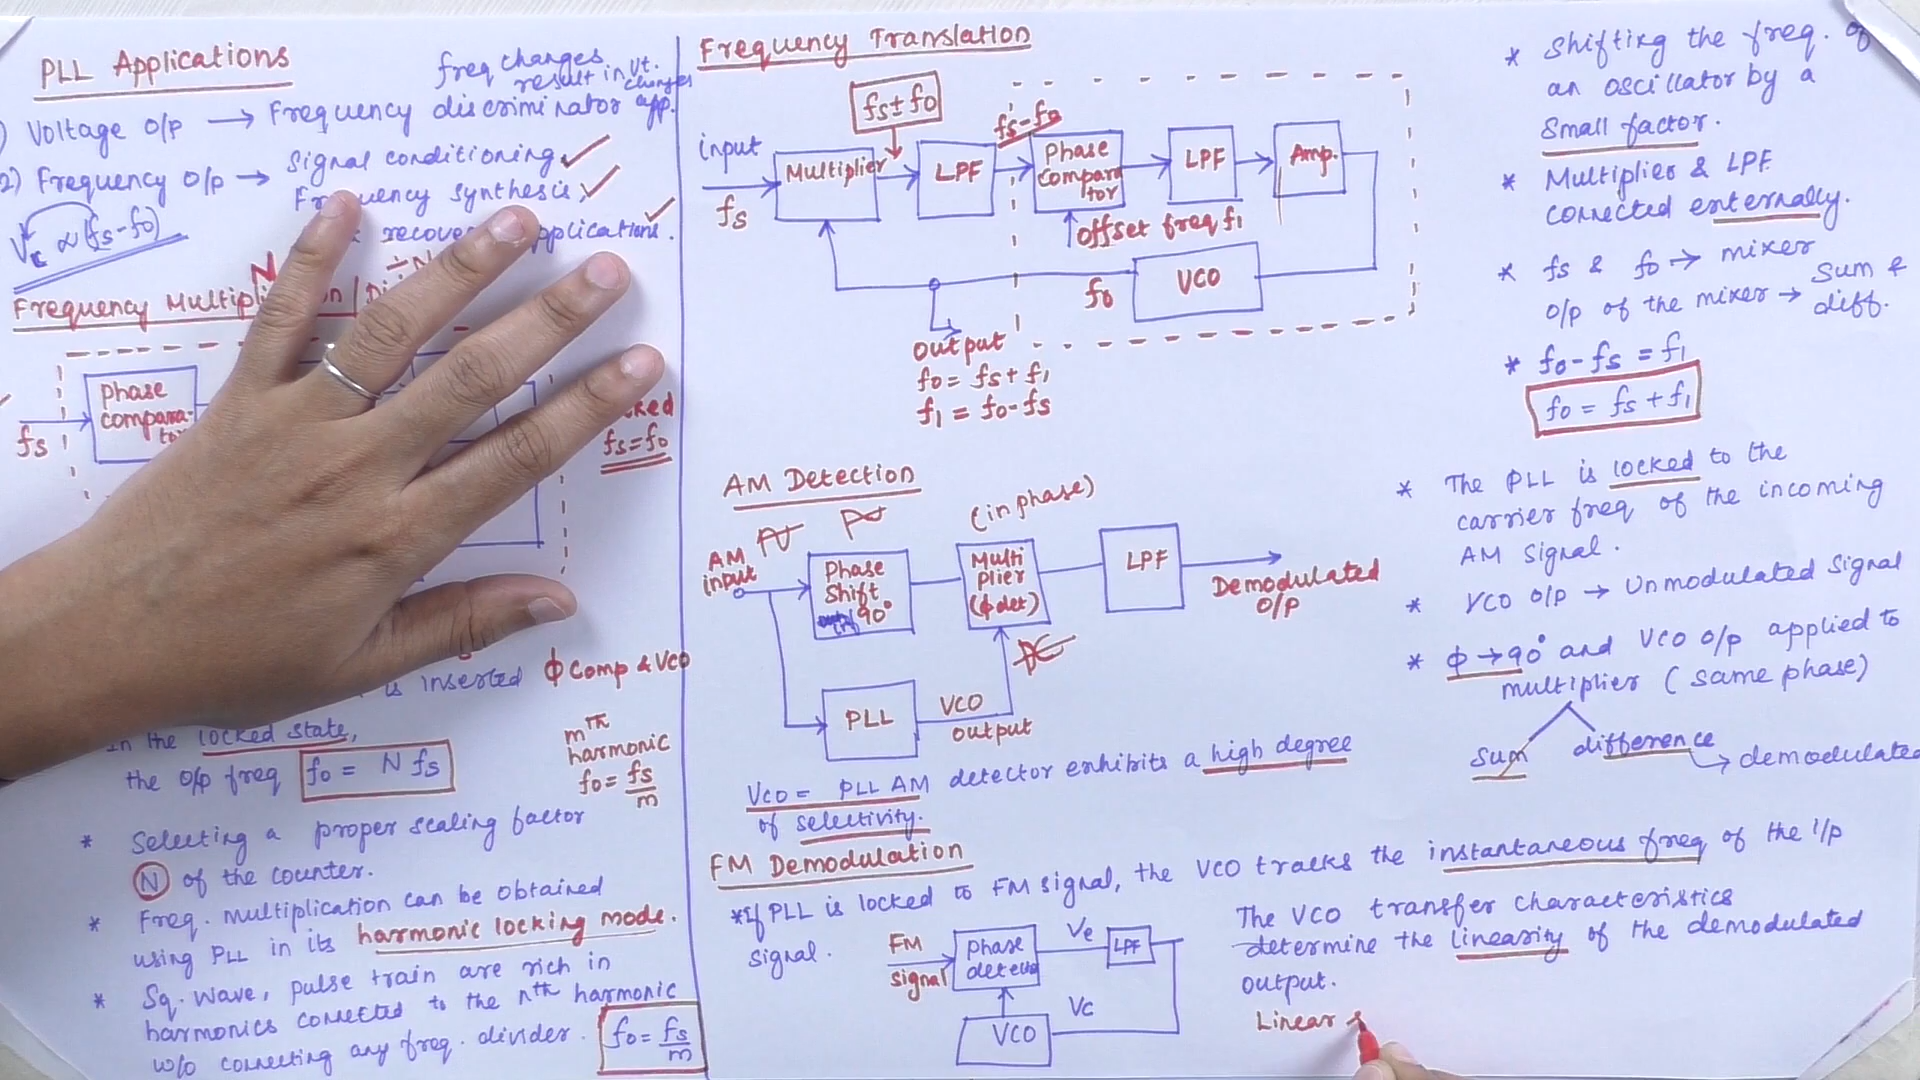 PLL Applications
freq changes
result in vt.
changes
1) Voltage O/P → Frequency discriminator app.
2) Frequency O/P → Signal conditioning
Frequency synthesis,
recovery applications.
Vc ∝ (fs-fo)
N
÷N
Frequency Multiplication / Di
Phase
compara-
tor
fs
fs=fo
is inserted ϕ comp & VCO
In the locked state,
the O/P freq fo = N fs
mth
harmonic
fo = fs/m
* Selecting a proper scaling factor
N of the counter.
* Freq. multiplication can be obtained
using PLL in its harmonic locking mode.
* Sq. wave, pulse train are rich in
harmonics connected to the nth harmonic
w/o connecting any freq. divider. fo = fs/m
Frequency Translation
fs ± fo
fs-fo
input
fs
Multiplier
LPF
Phase
compara
tor
LPF
Amp.
offset freq f1
fo
VCO
output
fo = fs + f1
f1 = fo - fs
* Shifting the freq. of
an oscillator by a
small factor.
* Multiplier & LPF
connected externally.
* fs & fo → mixer
O/P of the mixer → sum &
diff.
* fo - fs = f1
fo = fs + f1
AM Detection
(in phase)
AM
input
Phase
Shift
90°
Multi
plier
(ϕ det)
LPF
Demodulated
O/P
PLL
VCO
output
VCO = PLL AM detector exhibits a high degree
of selectivity.
* The PLL is locked to the
carrier freq of the incoming
AM signal.
* VCO O/P → Unmodulated Signal
* ϕ → 90° and VCO O/P applied to
multiplier (same phase)
sum difference → demodulated
FM Demodulation
* If PLL is locked to FM signal, the VCO tracks the instantaneous freq of the i/p
signal.
FM
signal
phase
detector
Ve
LPF
Vc
VCO
The VCO transfer characteristics
determine the linearity of the demodulated
output.
Linear